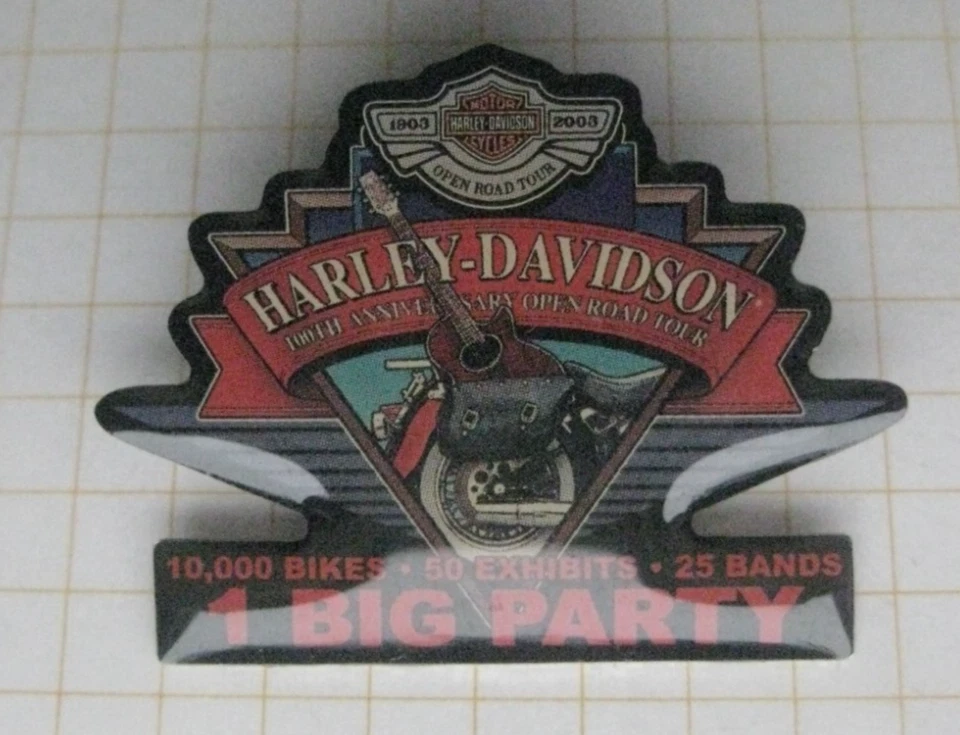 MOTOR
1903 HARLEY-DAVIDSON 2003
CYCLES
OPEN ROAD TOUR
HARLEY-DAVIDSON®
100TH ANNIVERSARY OPEN ROAD TOUR
10,000 BIKES • 50 EXHIBITS • 25 BANDS
1 BIG PARTY